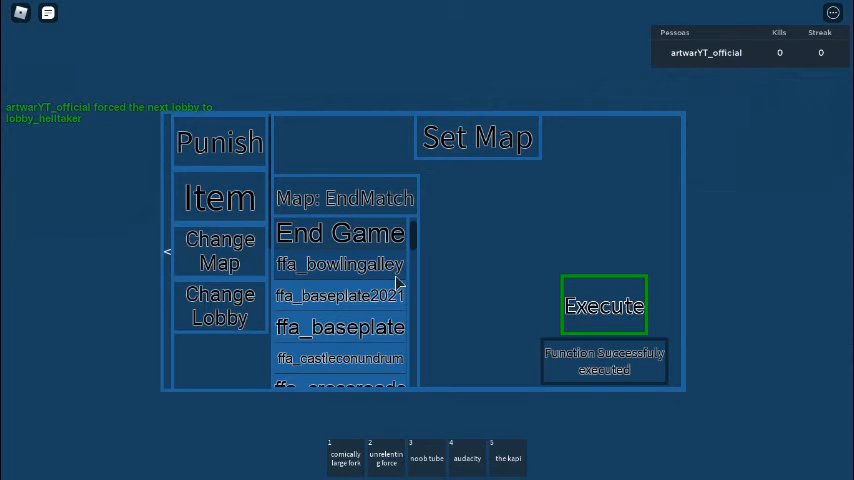 Pessoas Kills Streak
artwarYT_official 0 0
artwarYT_official forced the next lobby to
lobby_helltaker
Punish
Item
Change
Map
Change
Lobby
<
Set Map
Map: EndMatch
End Game
ffa_bowlingalley
ffa_baseplate2021
ffa_baseplate
ffa_castleconundrum
ffa_crossroads
Execute
Function Successfuly
executed
1
comically
large fork
2
unrelentin
g force
3
noob tube
4
audacity
5
the kapi